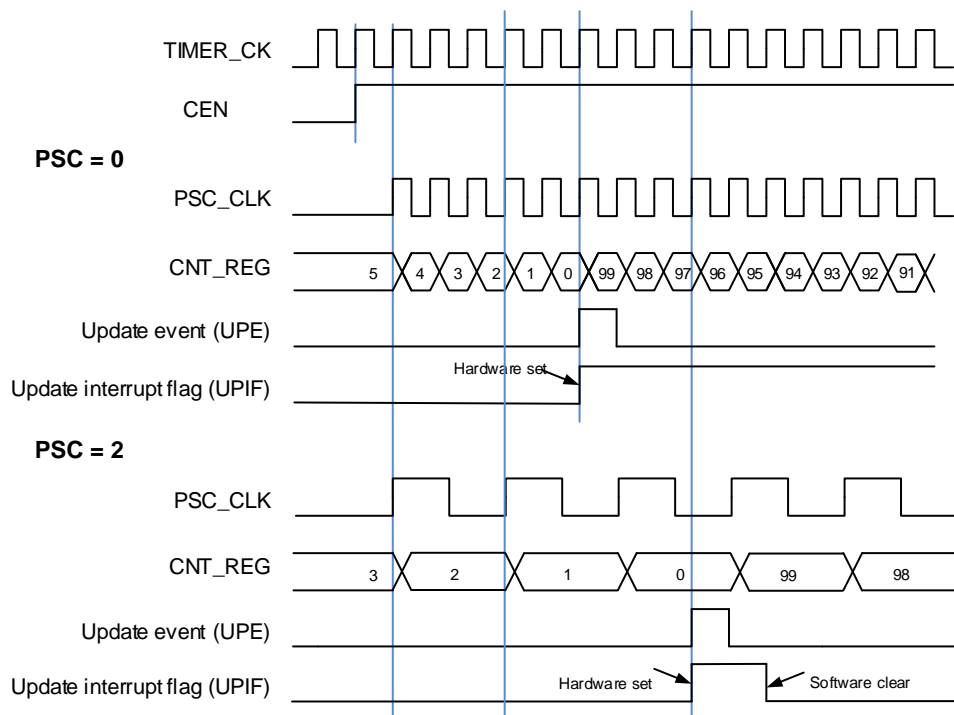 TIMER_CK
CEN
PSC = 0
PSC_CLK
CNT_REG 5 4 3 2 1 0 99 98 97 96 95 94 93 92 91
Update event (UPE)
Hardware set
Update interrupt flag (UPIF)
PSC = 2
PSC_CLK
CNT_REG 3 2 1 0 99 98
Update event (UPE)
Update interrupt flag (UPIF) Hardware set Software clear